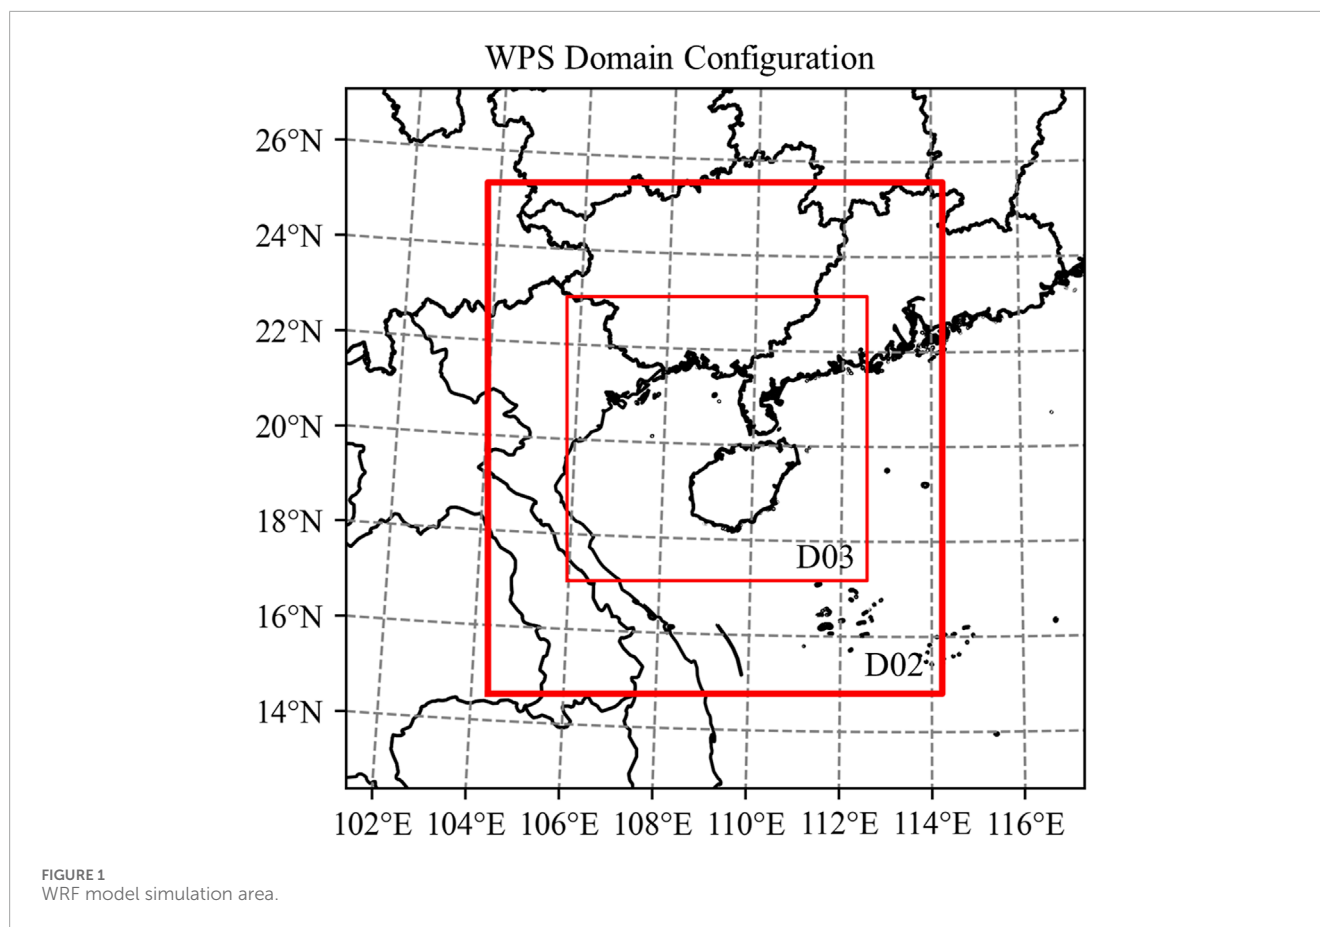 WPS Domain Configuration
26°N
24°N
22°N
20°N
18°N
16°N
14°N
D03
D02
102°E 104°E 106°E 108°E 110°E 112°E 114°E 116°E
FIGURE 1
WRF model simulation area.